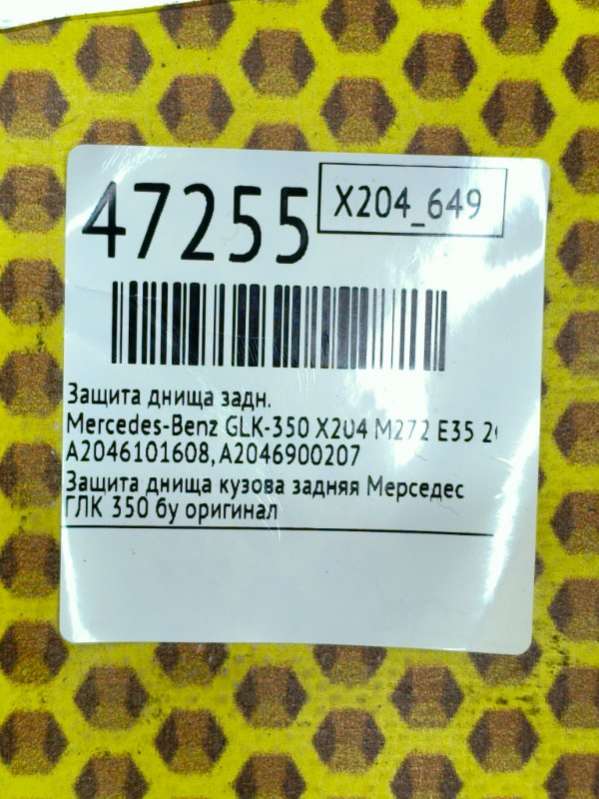 47255
X204_649
Защита днища задн.
Mercedes-Benz GLK-350 X204 M272 E35
A2046101608, A2046900207
Защита днища кузова задняя Мерседес
ГЛК 350 бу оригинал